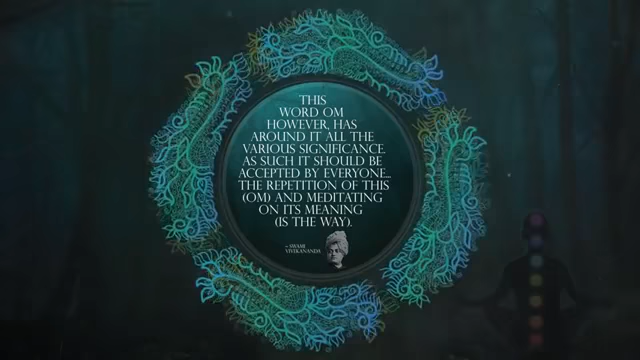 THIS
WORD OM
HOWEVER, HAS
AROUND IT ALL THE
VARIOUS SIGNIFICANCE.
AS SUCH IT SHOULD BE
ACCEPTED BY EVERYONE...
THE REPETITION OF THIS
(OM) AND MEDITATING
ON ITS MEANING
(IS THE WAY).
– SWAMI
VIVEKANANDA